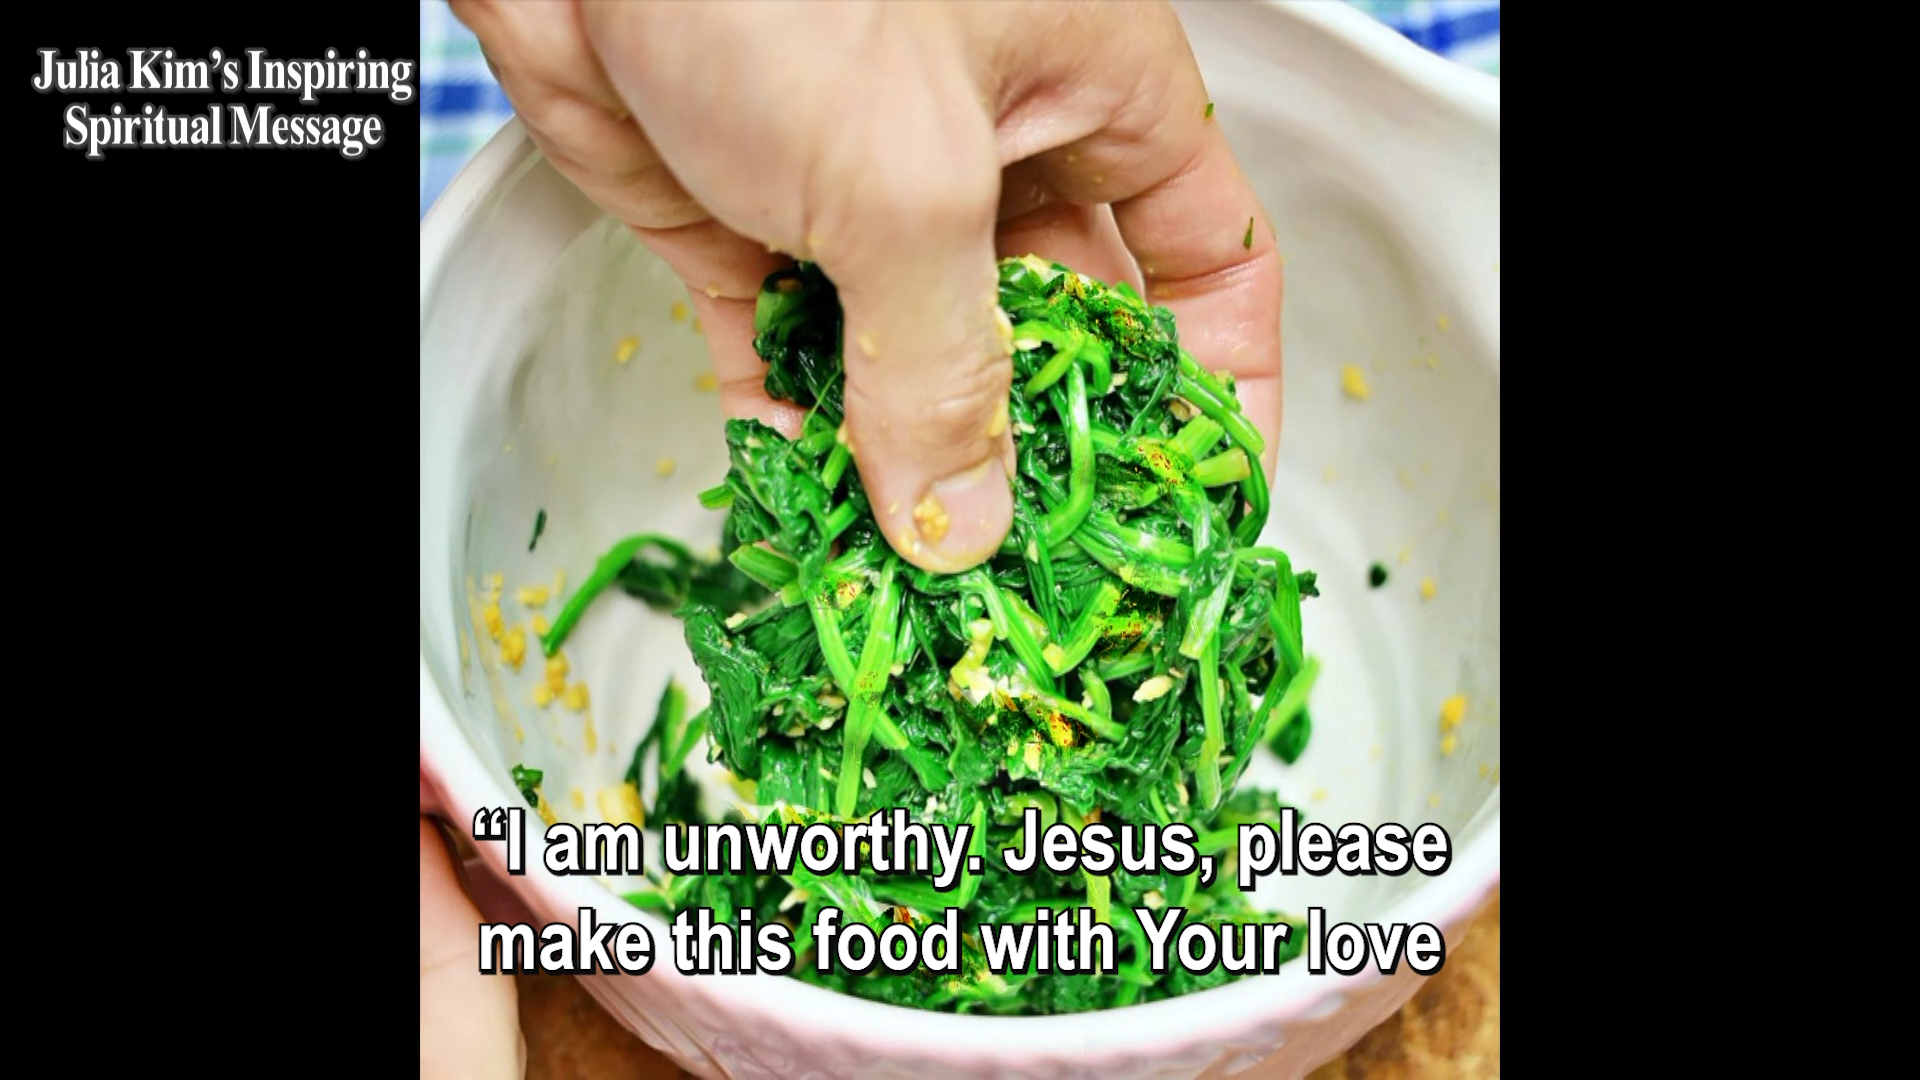 Julia Kim’s Inspiring
Spiritual Message
“I am unworthy. Jesus, please
make this food with Your love